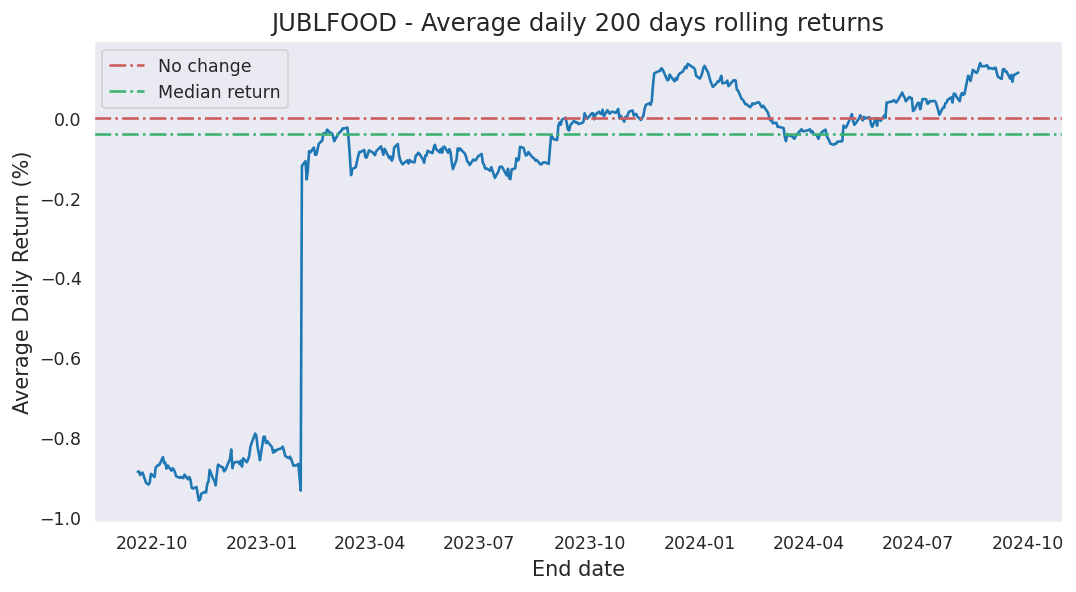 JUBLFOOD - Average daily 200 days rolling returns
No change
Median return
Average Daily Return (%)
0.0
−0.2
−0.4
−0.6
−0.8
−1.0
2022-10 2023-01 2023-04 2023-07 2023-10 2024-01 2024-04 2024-07 2024-10
End date